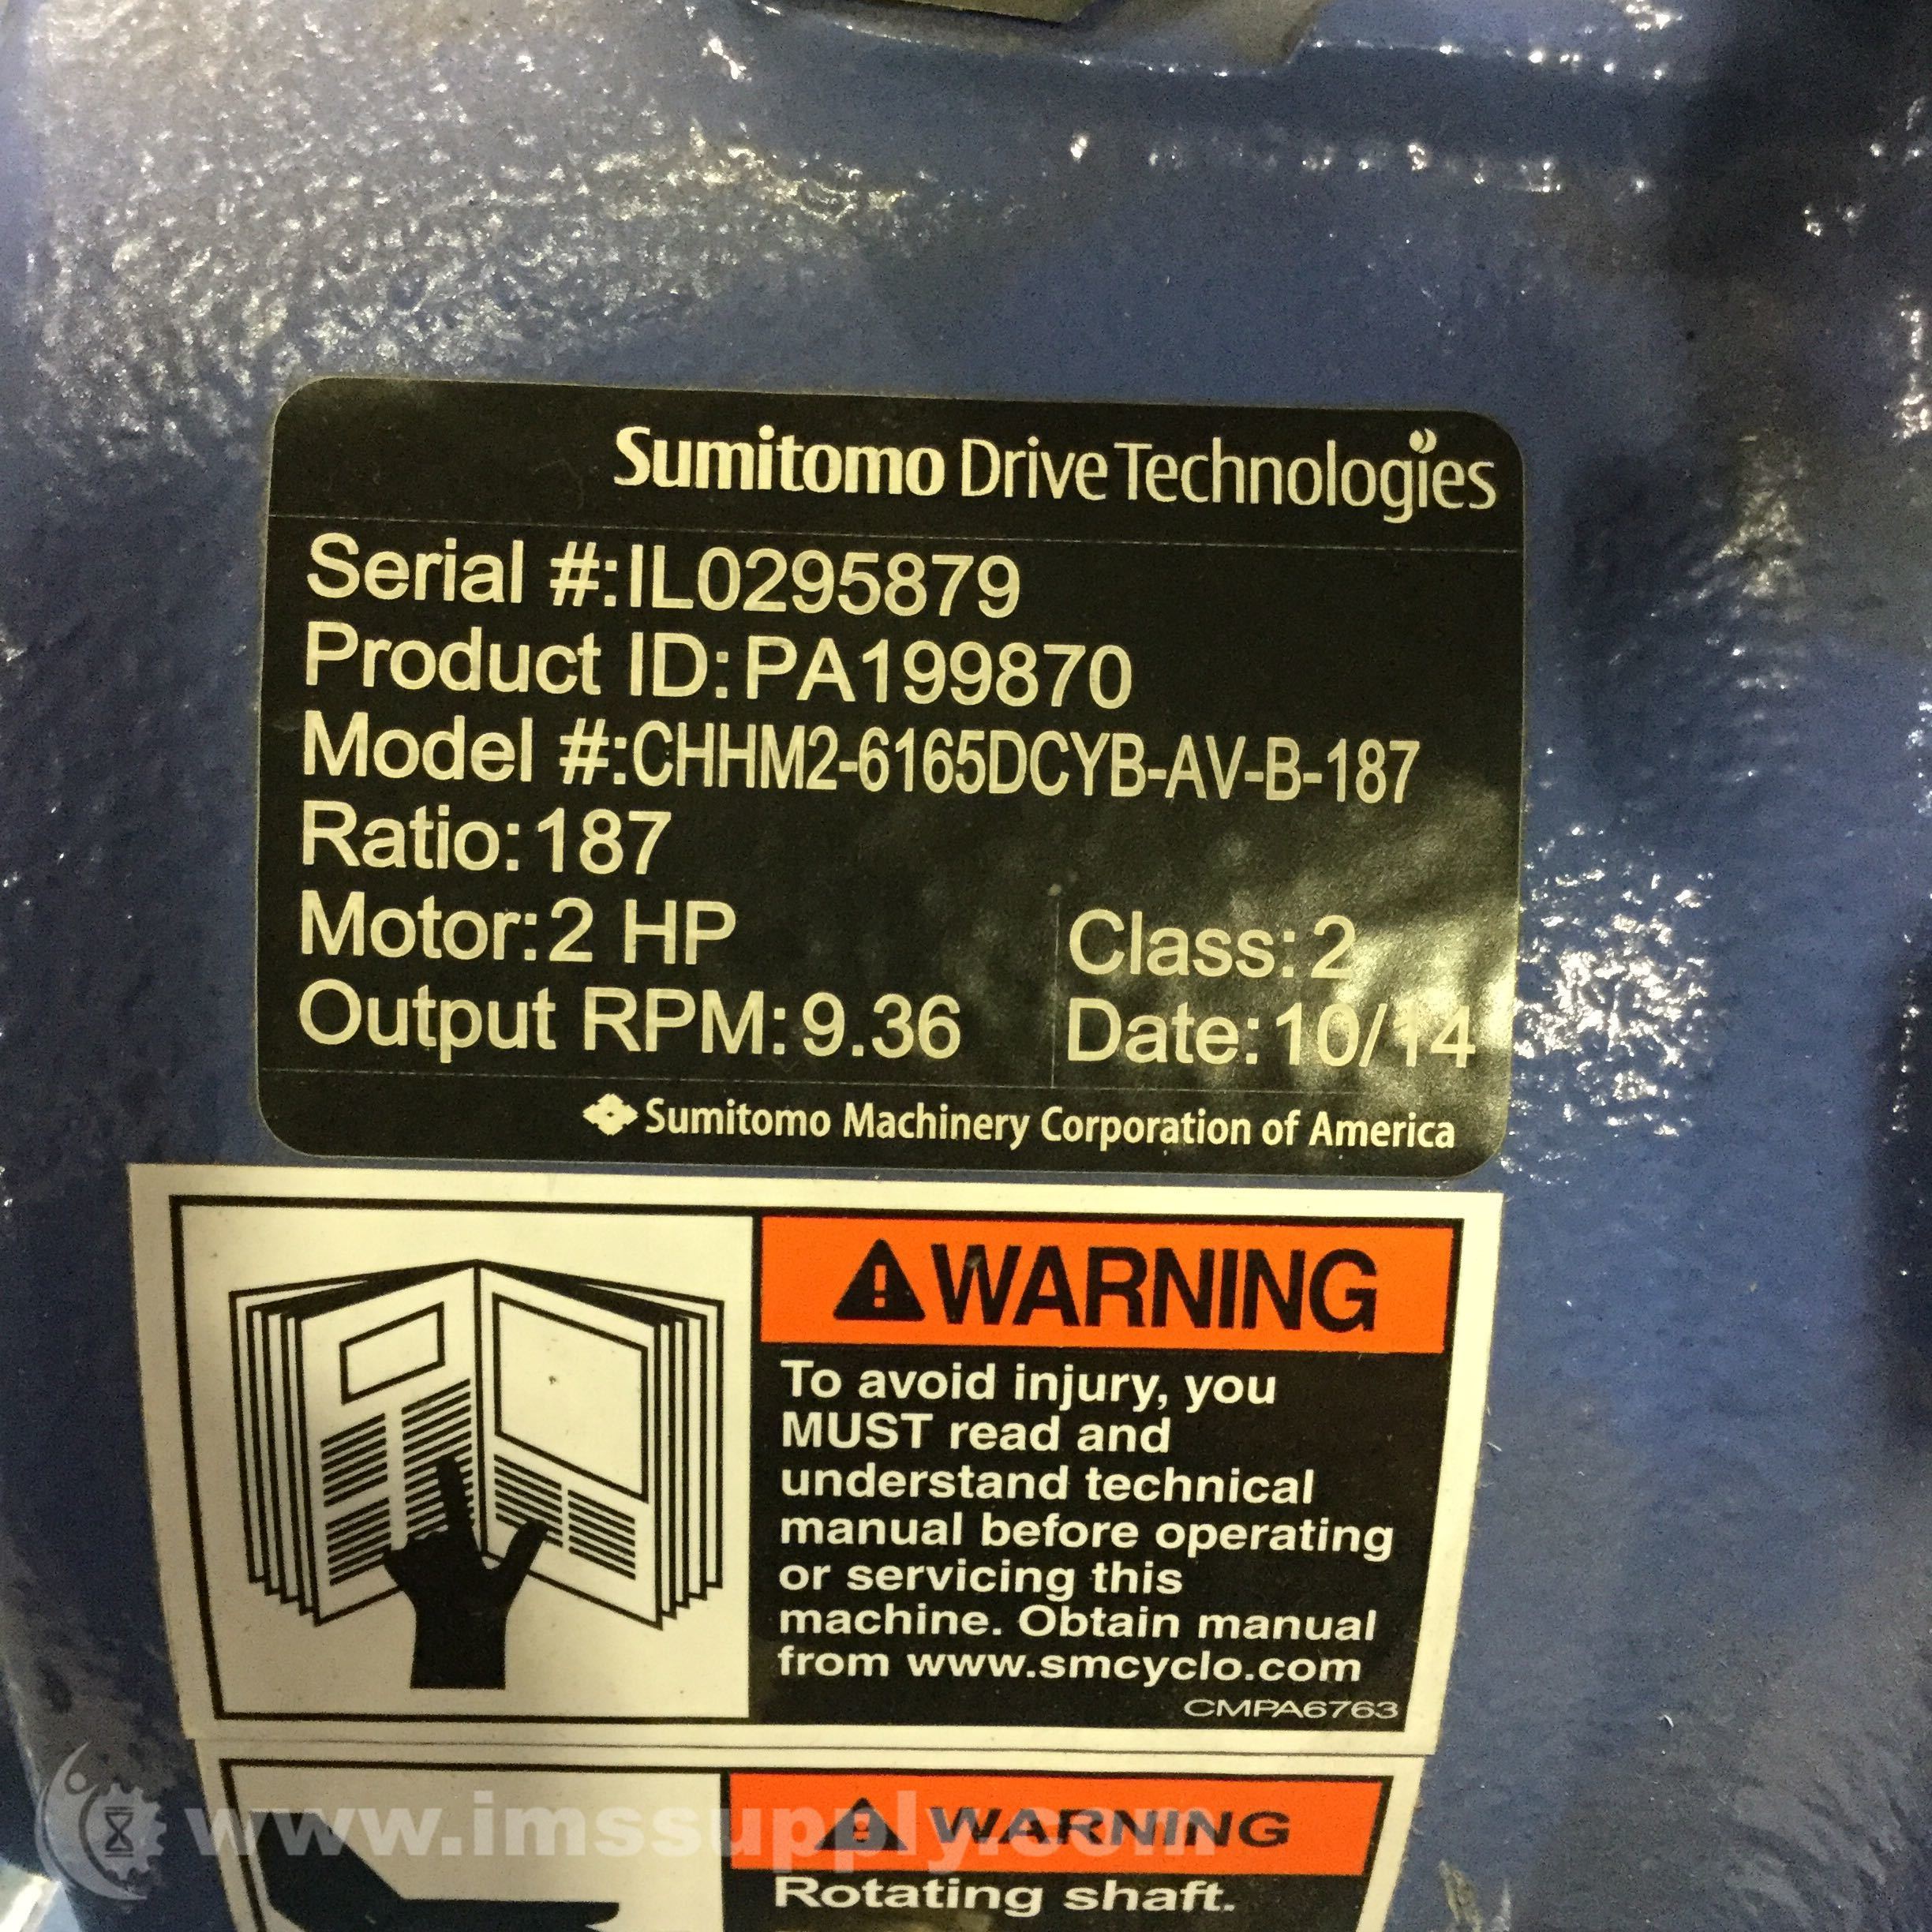 Sumitomo Drive Technologies
Serial #:IL0295879
Product ID:PA199870
Model #:CHHM2-6165DCYB-AV-B-187
Ratio:187
Motor:2 HP
Class:2
Output RPM:9.36
Date:10/14
Sumitomo Machinery Corporation of America
WARNING
To avoid injury, you
MUST read and
understand technical
manual before operating
or servicing this
machine. Obtain manual
from www.smcyclo.com
CMPA6763
WARNING
Rotating shaft.
www.imssupply.com